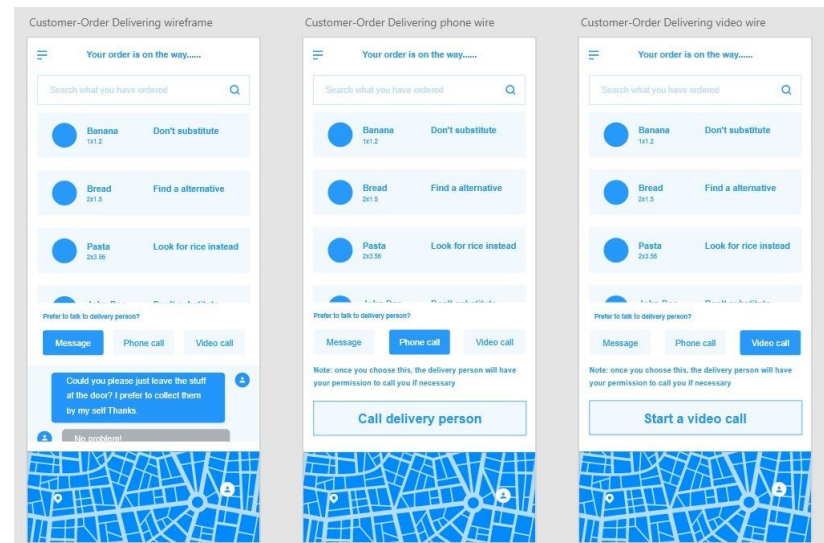 Customer-Order Delivering wireframe
Your order is on the way......
Search what you have ordered
Banana
Don't substitute
1x1.2
Bread
Find a alternative
2x1.5
Pasta
Look for rice instead
2x3.56
Prefer to talk to delivery person?
Message
Phone call
Video call
Could you please just leave the stuff
at the door? I prefer to collect them
by my self Thanks.
No problem!
Customer-Order Delivering phone wire
Your order is on the way......
Search what you have ordered
Banana
Don't substitute
1x1.2
Bread
Find a alternative
2x1.5
Pasta
Look for rice instead
2x3.56
Prefer to talk to delivery person?
Message
Phone call
Video call
Note: once you choose this, the delivery person will have
your permission to call you if necessary
Call delivery person
Customer-Order Delivering video wire
Your order is on the way......
Search what you have ordered
Banana
Don't substitute
1x1.2
Bread
Find a alternative
2x1.5
Pasta
Look for rice instead
2x3.56
Prefer to talk to delivery person?
Message
Phone call
Video call
Note: once you choose this, the delivery person will have
your permission to call you if necessary
Start a video call